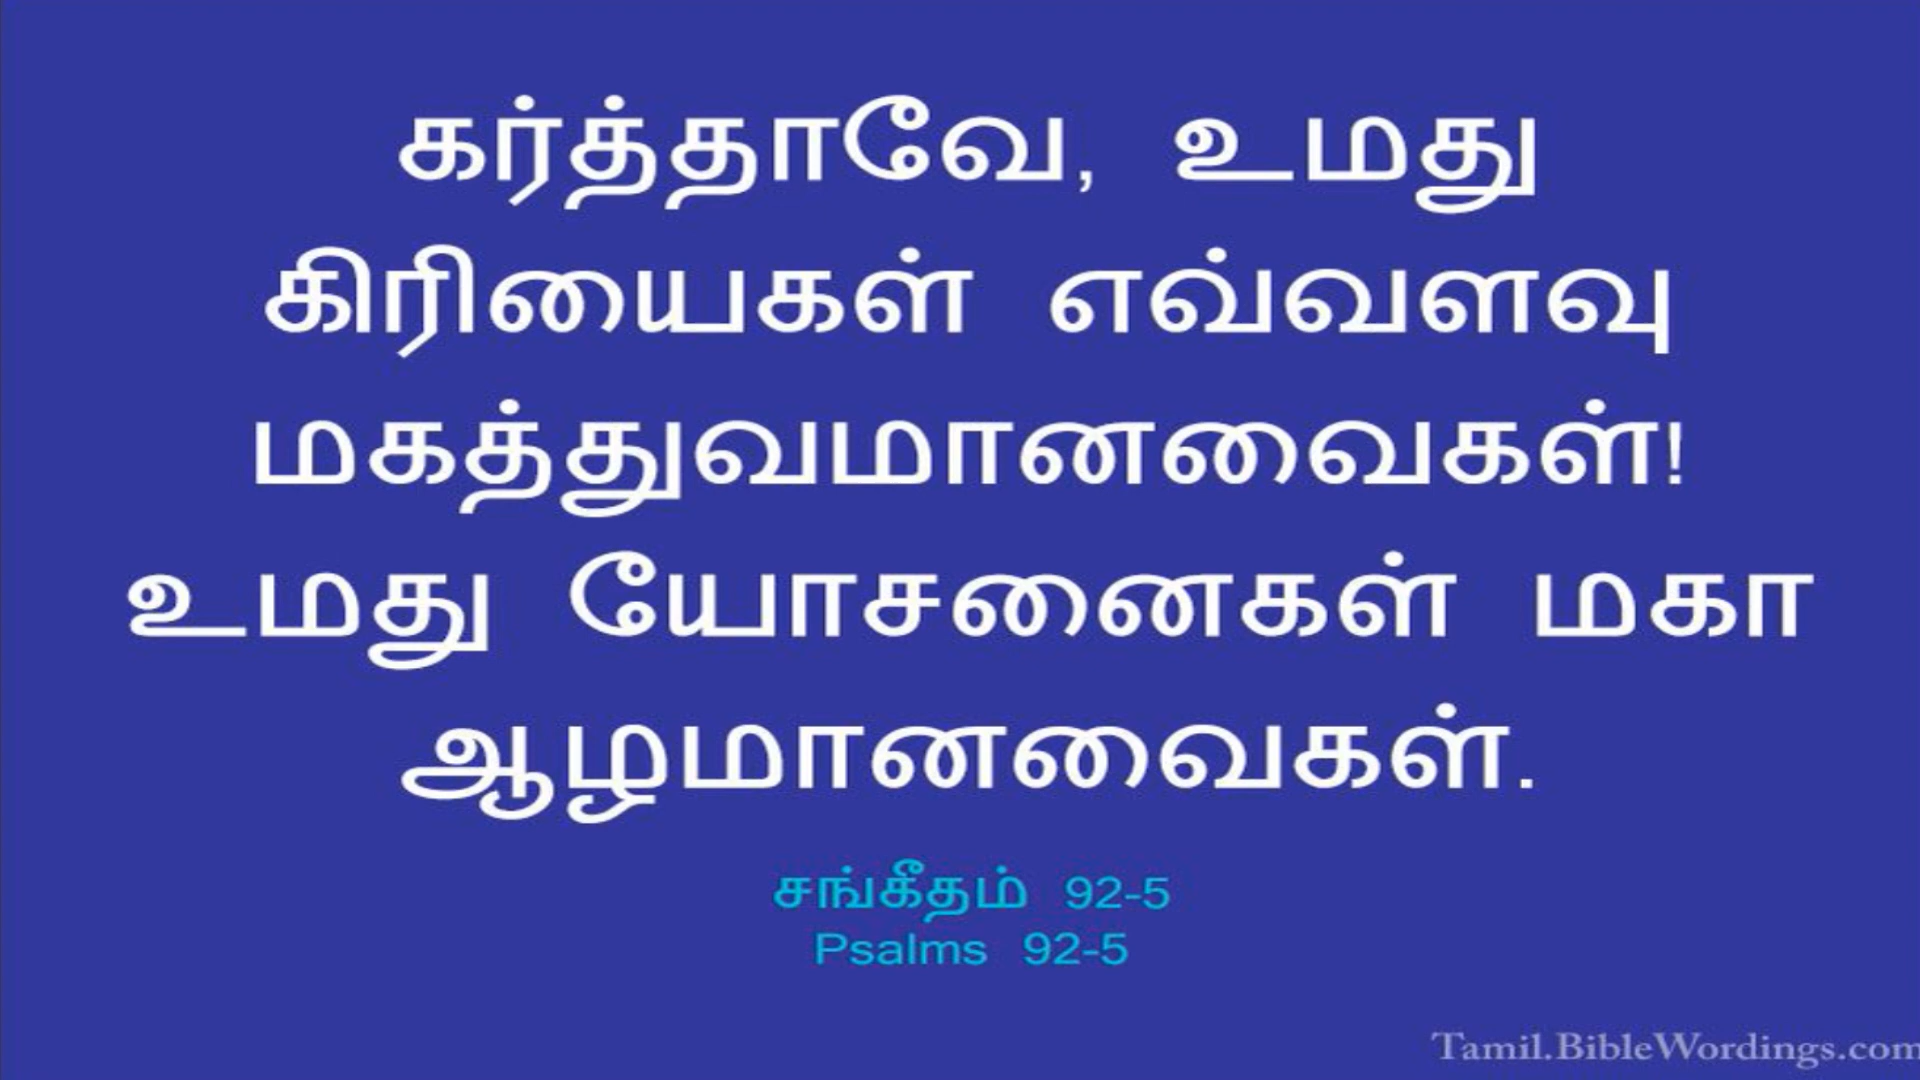 கர்த்தாவே, உமது
கிரியைகள் எவ்வளவு
மகத்துவமானவைகள்!
உமது யோசனைகள் மகா
ஆழமானவைகள்.
சங்கீதம் 92-5
Psalms 92-5
Tamil.BibleWordings.com